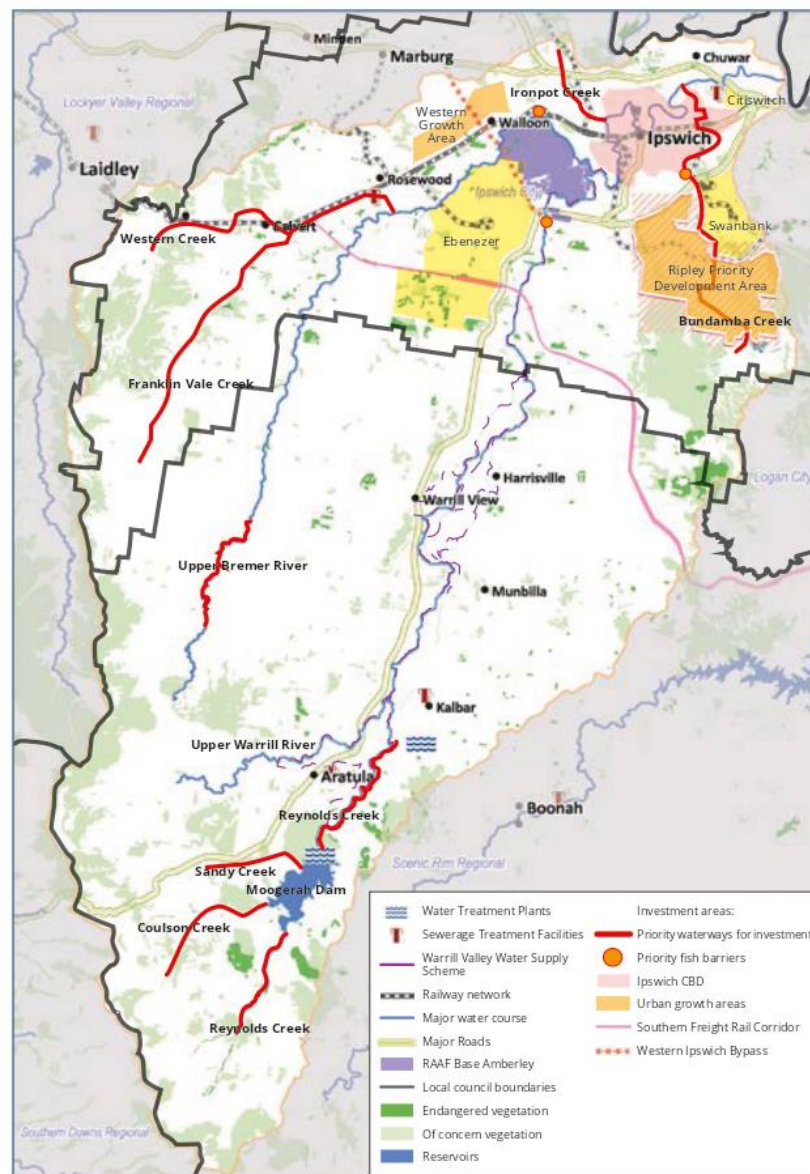 Minden
Marburg
Chuwar
Lockyer Valley Regional
Ironpot Creek
Citiswitch
Western
Growth
Area
Walloon
Ipswich
Laidley
Rosewood
Ipswich City
Western Creek
Calvert
Swanbank
Ebenezer
Ripley Priority
Development Area
Bundamba Creek
Franklin Vale Creek
Logan City
Harrisville
Warrill View
Upper Bremer River
Munbilla
Kalbar
Upper Warrill River
Aratula
Reynolds Creek
Boonah
Scenic Rim Regional
Sandy Creek
Moogerah Dam
Coulson Creek
Reynolds Creek
Southern Downs Regional
Water Treatment Plants
Sewerage Treatment Facilities
Warrill Valley Water Supply
Scheme
Railway network
Major water course
Major Roads
RAAF Base Amberley
Local council boundaries
Endangered vegetation
Of concern vegetation
Reservoirs
Investment areas:
Priority waterways for investment
Priority fish barriers
Ipswich CBD
Urban growth areas
Southern Freight Rail Corridor
Western Ipswich Bypass